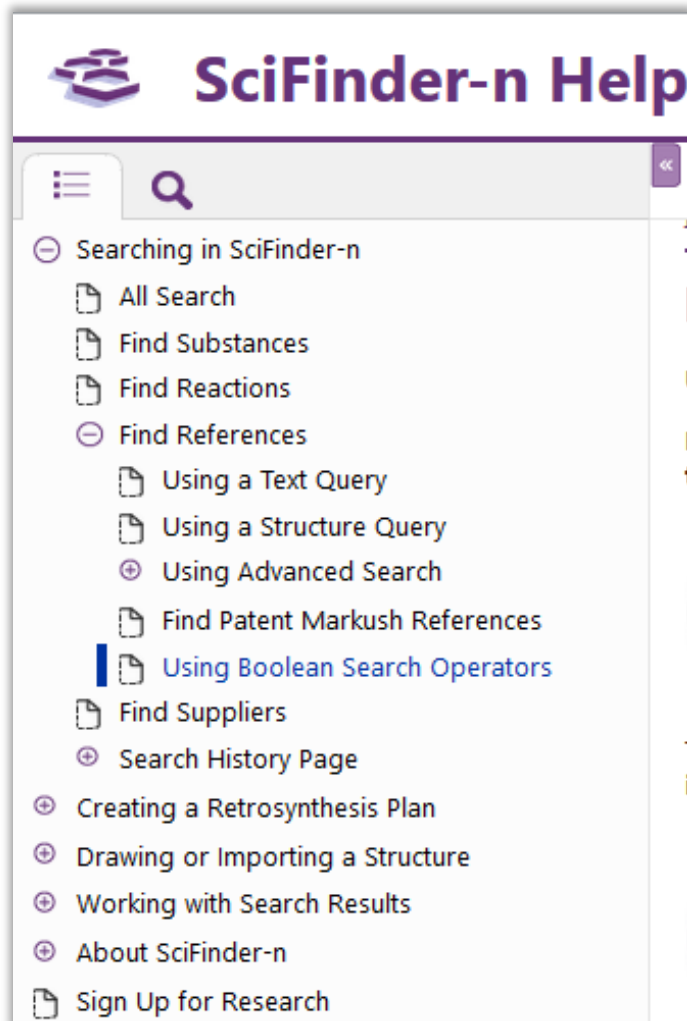 SciFinder-n Help
«
Searching in SciFinder-n
All Search
Find Substances
Find Reactions
Find References
Using a Text Query
Using a Structure Query
Using Advanced Search
Find Patent Markush References
Using Boolean Search Operators
Find Suppliers
Search History Page
Creating a Retrosynthesis Plan
Drawing or Importing a Structure
Working with Search Results
About SciFinder-n
Sign Up for Research